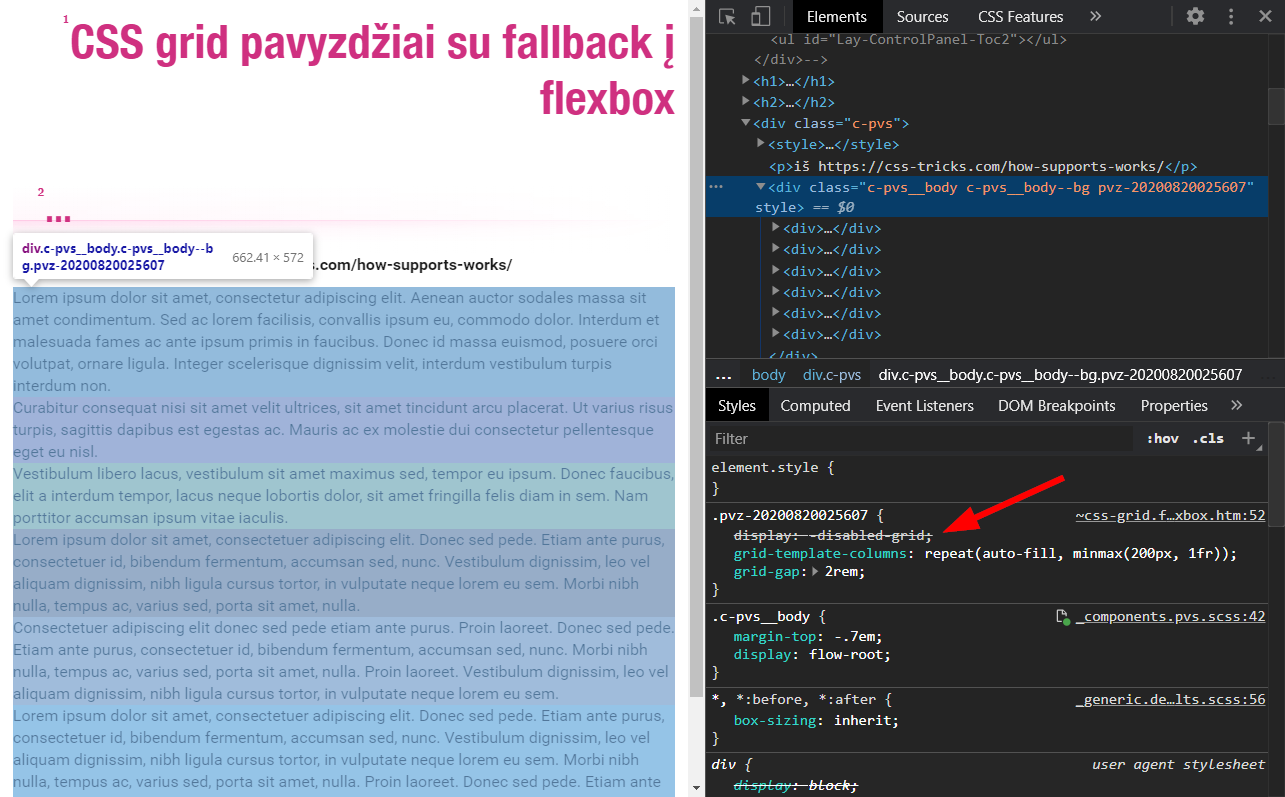 1
CSS grid pavyzdžiai su fallback į
flexbox
2
...
div.c-pvs__body.c-pvs__body--b
g.pvz-20200820025607
662.41 × 572
s.com/how-supports-works/
Lorem ipsum dolor sit amet, consectetur adipiscing elit. Aenean auctor sodales massa sit
amet condimentum. Sed ac lorem facilisis, convallis ipsum eu, commodo dolor. Interdum et
malesuada fames ac ante ipsum primis in faucibus. Donec id massa euismod, posuere orci
volutpat, ornare ligula. Integer scelerisque dignissim velit, interdum vestibulum turpis
interdum non.
Curabitur consequat nisi sit amet velit ultrices, sit amet tincidunt arcu placerat. Ut varius risus
turpis, sagittis dapibus est egestas ac. Mauris ac ex molestie dui consectetur pellentesque
eget eu nisl.
Vestibulum libero lacus, vestibulum sit amet maximus sed, tempor eu ipsum. Donec faucibus,
elit a interdum tempor, lacus neque lobortis dolor, sit amet fringilla felis diam in sem. Nam
porttitor accumsan ipsum vitae iaculis.
Lorem ipsum dolor sit amet, consectetuer adipiscing elit. Donec sed pede. Etiam ante purus,
consectetuer id, bibendum fermentum, accumsan sed, nunc. Vestibulum dignissim, leo vel
aliquam dignissim, nibh ligula cursus tortor, in vulputate neque lorem eu sem. Morbi nibh
nulla, tempus ac, varius sed, porta sit amet, nulla.
Consectetuer adipiscing elit donec sed pede etiam ante purus. Proin laoreet. Donec sed pede.
Etiam ante purus, consectetuer id, bibendum fermentum, accumsan sed, nunc. Morbi nibh
nulla, tempus ac, varius sed, porta sit amet, nulla. Proin laoreet. Vestibulum dignissim, leo vel
aliquam dignissim, nibh ligula cursus tortor, in vulputate neque lorem eu sem.
Lorem ipsum dolor sit amet, consectetuer adipiscing elit. Donec sed pede. Etiam ante purus,
consectetuer id, bibendum fermentum, accumsan sed, nunc. Vestibulum dignissim, leo vel
aliquam dignissim, nibh ligula cursus tortor, in vulputate neque lorem eu sem. Morbi nibh
nulla, tempus ac, varius sed, porta sit amet, nulla. Proin laoreet. Donec sed pede. Etiam ante
Elements Sources CSS Features »
<ul id="Lay-ControlPanel-Toc2"></ul>
</div>-->
<h1>…</h1>
<h2>…</h2>
<div class="c-pvs">
<style>…</style>
<p>iš https://css-tricks.com/how-supports-works/</p>
<div class="c-pvs__body c-pvs__body--bg pvz-20200820025607"
style> == $0
<div>…</div>
<div>…</div>
<div>…</div>
<div>…</div>
<div>…</div>
<div>…</div>
</div>
... body div.c-pvs div.c-pvs__body.c-pvs__body--bg.pvz-20200820025607
Styles Computed Event Listeners DOM Breakpoints Properties »
Filter :hov .cls +
element.style {
}
.pvz-20200820025607 { ~css-grid.f…xbox.htm:52
display: -disabled-grid;
grid-template-columns: repeat(auto-fill, minmax(200px, 1fr));
grid-gap: 2rem;
}
.c-pvs__body { _components.pvs.scss:42
margin-top: -.7em;
display: flow-root;
}
*, *:before, *:after { _generic.de…lts.scss:56
box-sizing: inherit;
}
div { user agent stylesheet
display: block;